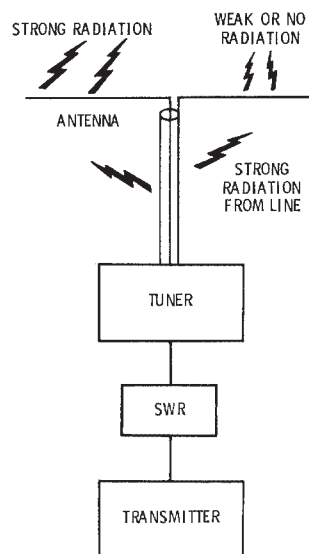 STRONG RADIATION
WEAK OR NO
RADIATION
ANTENNA
STRONG
RADIATION
FROM LINE
TUNER
SWR
TRANSMITTER